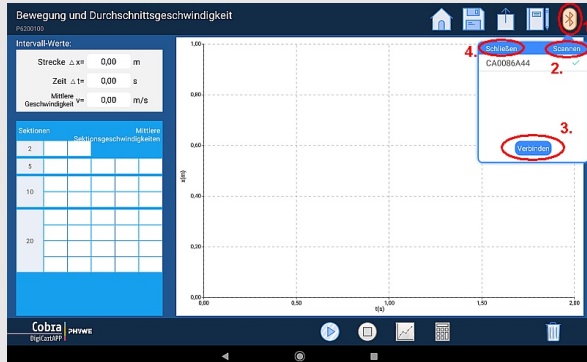 Bewegung und Durchschnittsgeschwindigkeit
P6200100
Intervall-Werte:
Strecke △ x= 0,00 m
Zeit △ t= 0,00 s
Mittlere Geschwindigkeit v= 0,00 m/s
Sektionen
Mittlere Sektionsgeschwindigkeiten
2
5
10
20
1,00
0,80
0,60
0,40
0,20
0,00
x(m)
0,00 0,50 1,00 1,50 2,00
t(s)
4.
Schließen Scannen
CA0086A44
2.
3.
Verbinden
Cobra PHYWE
DigiCartAPP